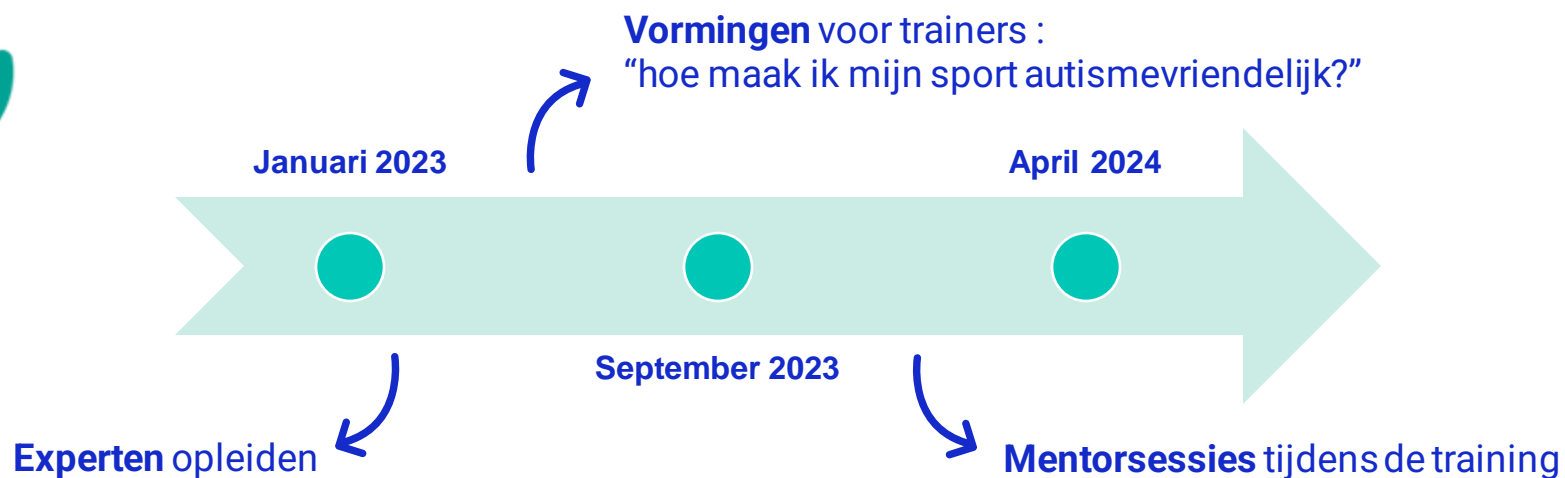 Vormingen voor trainers :
“hoe maak ik mijn sport autismevriendelijk?”
Januari 2023
April 2024
September 2023
Experten opleiden
Mentorsessies tijdens de training